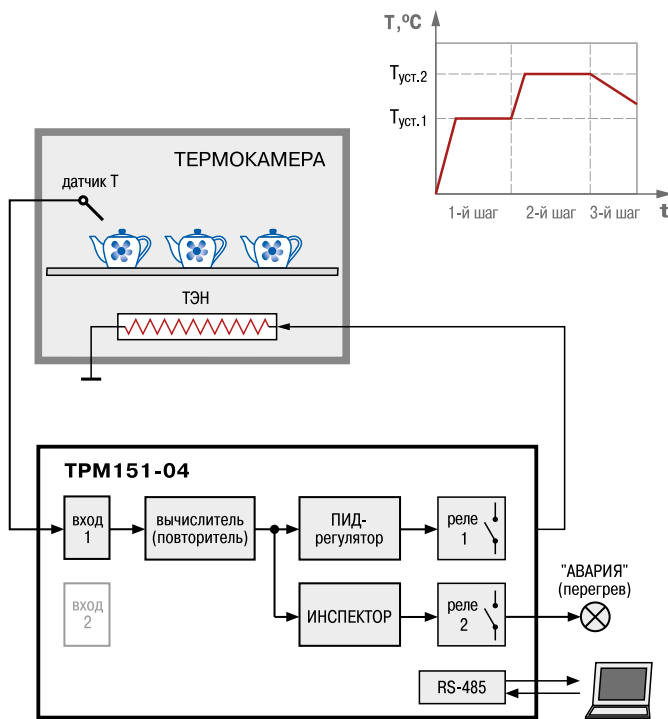 T,ºC
Tуст.2
Tуст.1
1-й шаг
2-й шаг
3-й шаг
t
ТЕРМОКАМЕРА
датчик Т
ТЭН
ТРМ151-04
вход
1
вычислитель
(повторитель)
ПИД-
регулятор
реле
1
вход
2
ИНСПЕКТОР
реле
2
"АВАРИЯ"
(перегрев)
RS-485